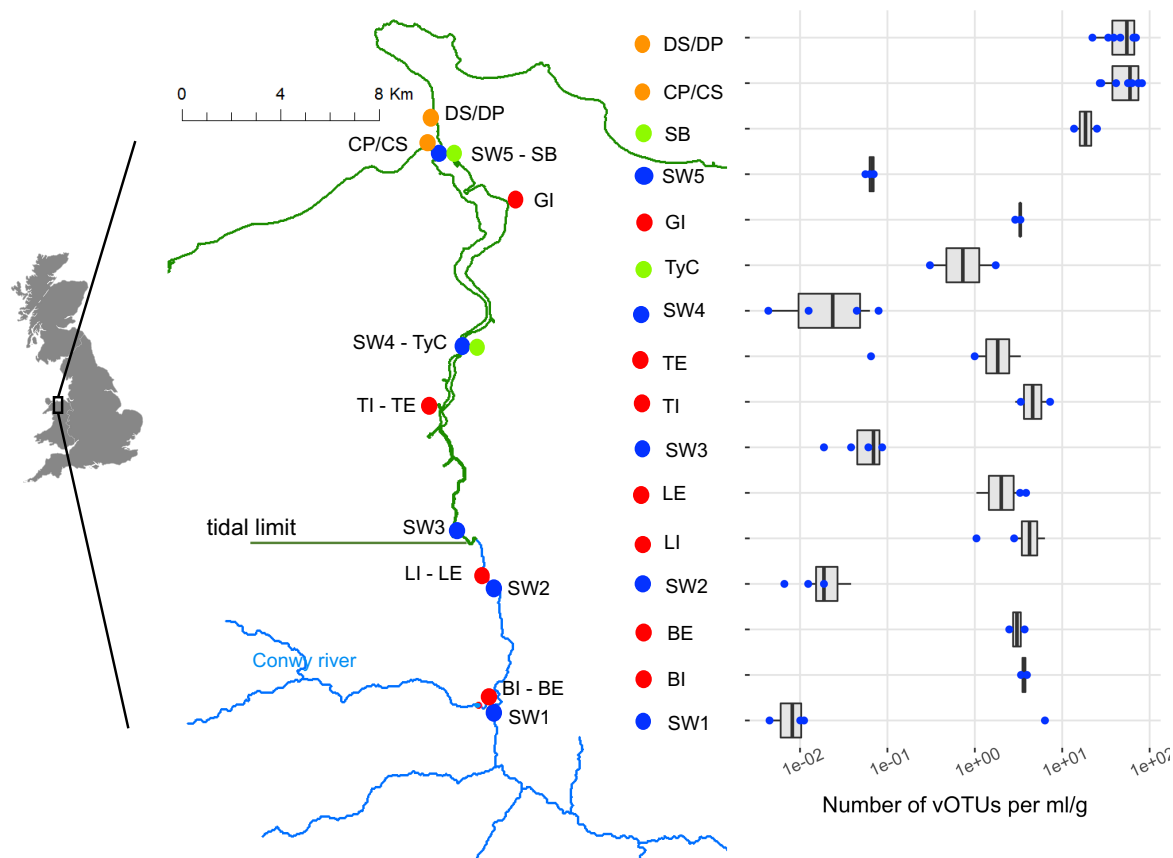 0 4 8 Km
DS/DP
CP/CS
SW5 - SB
GI
SW4 - TyC
TI - TE
SW3
tidal limit
LI - LE
SW2
Conwy river
BI - BE
SW1
DS/DP
CP/CS
SB
SW5
GI
TyC
SW4
TE
TI
SW3
LE
LI
SW2
BE
BI
SW1
1e-02 1e-01 1e+00 1e+01 1e+02
Number of vOTUs per ml/g